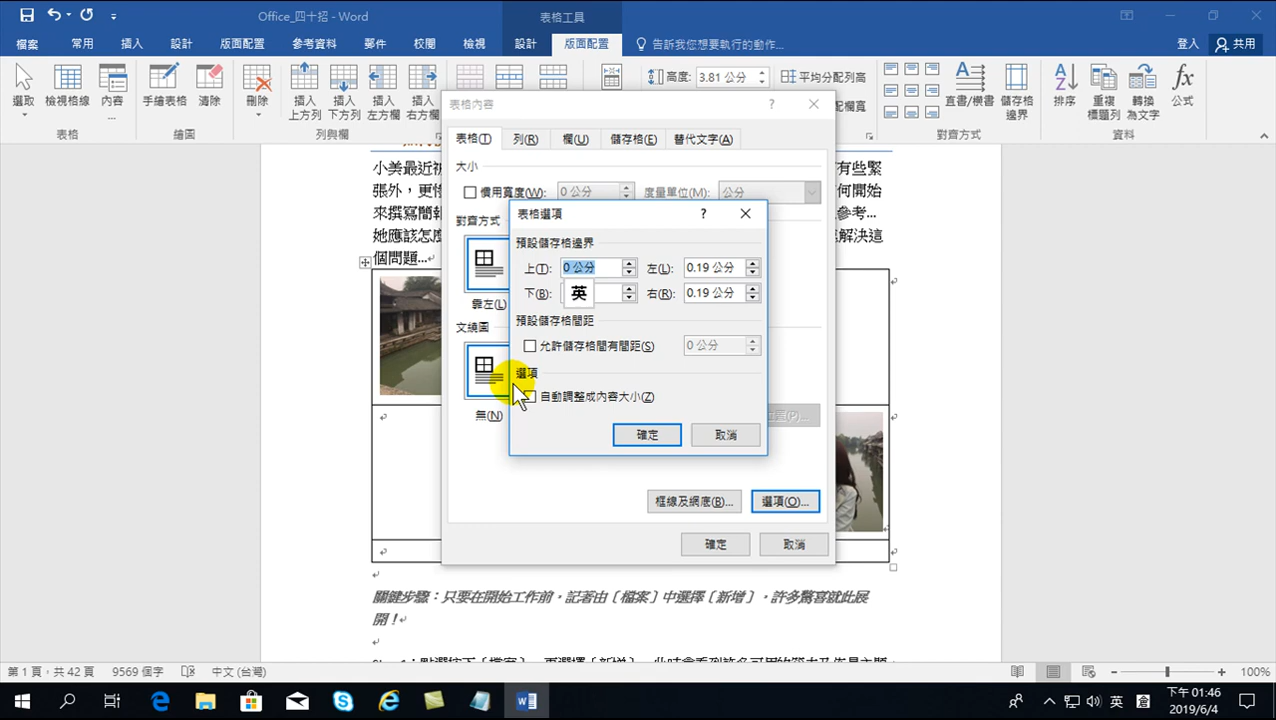 Office_四十招 - Word
表格工具
檔案 常用 插入 設計 版面配置 參考資料 郵件 校閱 檢視 設計 版面配置 告訴我您想要執行的動作... 登入 共用
選取 檢視格線 內容
...
手繪表格 清除
刪除
插入
上方列
插入
下方列
插入
左方欄
插入
右方欄
高度: 3.81 公分 平均分配列高
配欄寬
直書/橫書 儲存格
邊界
排序 重複
標題列
轉換
為文字
公式
表格 繪圖 列與欄 對齊方式 資料
表格內容
表格(T) 列(R) 欄(U) 儲存格(E) 替代文字(A)
大小
慣用寬度(W): 0 公分 度量單位(M): 公分
對齊方式
靠左(L)
文繞圖
無(N)
框線及網底(B)... 選項(O)...
確定 取消
表格選項
預設儲存格邊界
上(T): 0 公分 左(L): 0.19 公分
下(B): 英 右(R): 0.19 公分
預設儲存格間距
允許儲存格間有間距(S) 0 公分
選項
自動調整成內容大小(Z)
確定 取消
小美最近 有些緊
張外，更 何開始
來撰寫簡 參考...
她應該怎 解決這
個問題...
關鍵步驟：只要在開始工作前，記著由〔檔案〕中選擇〔新增〕，許多驚喜就此展
開！
第 1 頁，共 42 頁 9569 個字 中文 (台灣) 100%
英
下午 01:46
2019/6/4